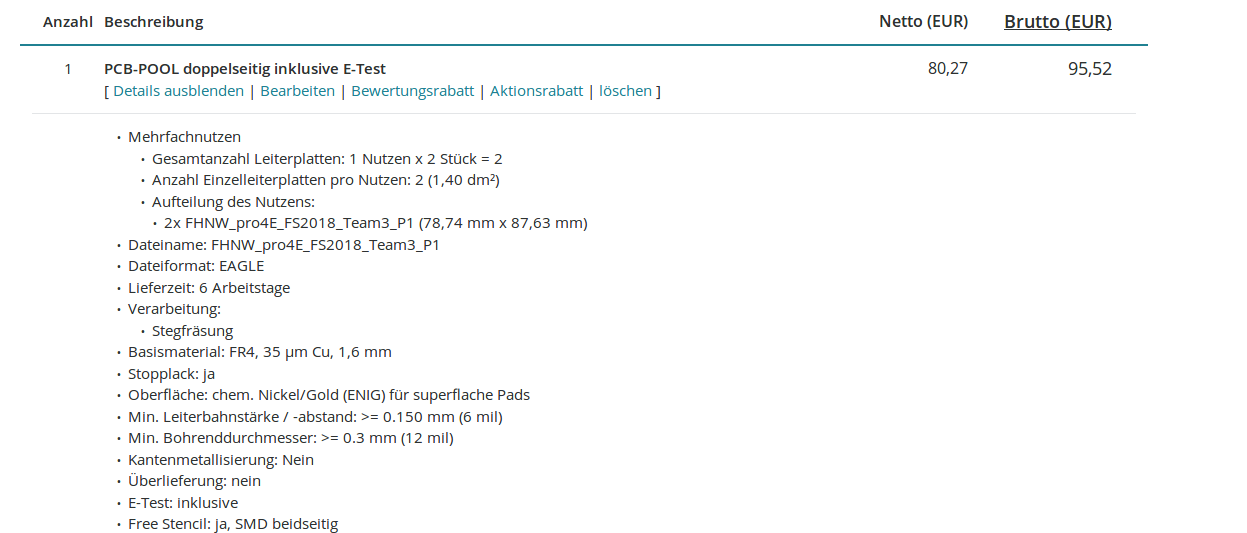 Anzahl Beschreibung Netto (EUR) Brutto (EUR)
1 PCB-POOL doppelseitig inklusive E-Test 80,27 95,52
[ Details ausblenden | Bearbeiten | Bewertungsrabatt | Aktionsrabatt | löschen ]
• Mehrfachnutzen
• Gesamtanzahl Leiterplatten: 1 Nutzen x 2 Stück = 2
• Anzahl Einzelleiterplatten pro Nutzen: 2 (1,40 dm²)
• Aufteilung des Nutzens:
• 2x FHNW_pro4E_FS2018_Team3_P1 (78,74 mm x 87,63 mm)
• Dateiname: FHNW_pro4E_FS2018_Team3_P1
• Dateiformat: EAGLE
• Lieferzeit: 6 Arbeitstage
• Verarbeitung:
• Stegfräsung
• Basismaterial: FR4, 35 µm Cu, 1,6 mm
• Stopplack: ja
• Oberfläche: chem. Nickel/Gold (ENIG) für superflache Pads
• Min. Leiterbahnstärke / -abstand: >= 0.150 mm (6 mil)
• Min. Bohrenddurchmesser: >= 0.3 mm (12 mil)
• Kantenmetallisierung: Nein
• Überlieferung: nein
• E-Test: inklusive
• Free Stencil: ja, SMD beidseitig